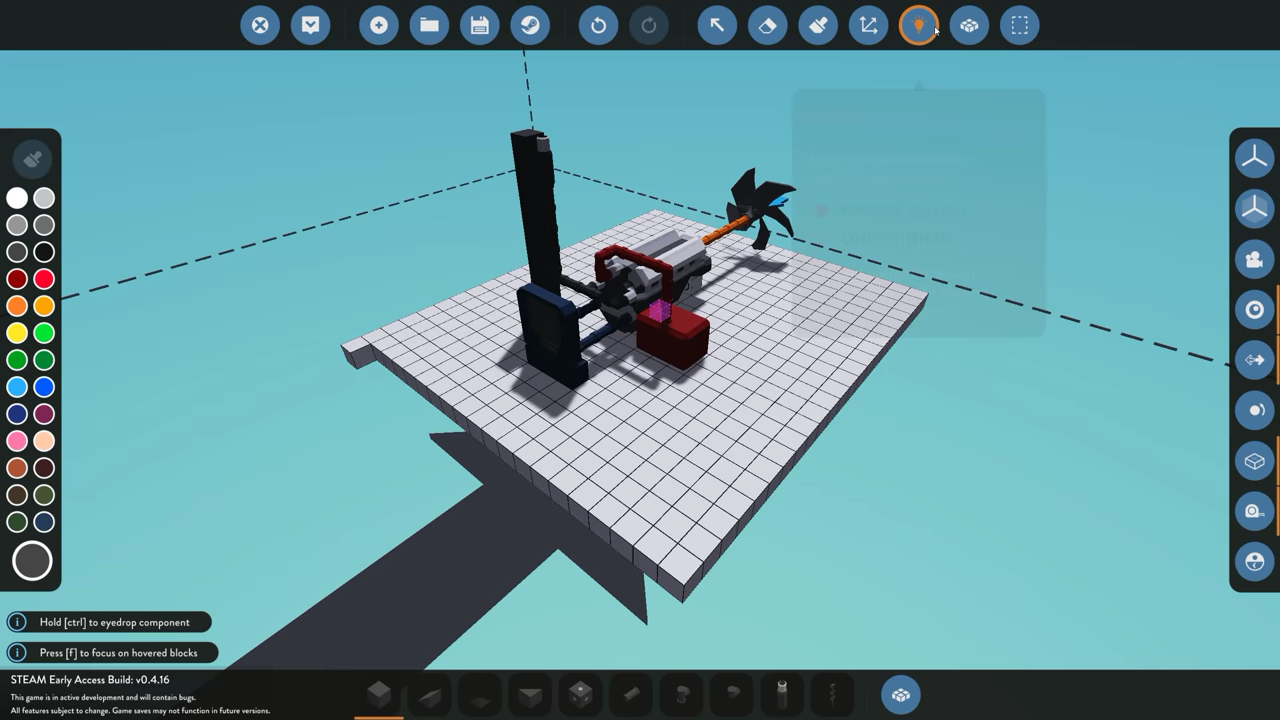 Hold [ctrl] to eyedrop component
Press [f] to focus on hovered blocks
STEAM Early Access Build: v0.4.16
This game is in active development and will contain bugs.
All features subject to change. Game saves may not function in future versions.